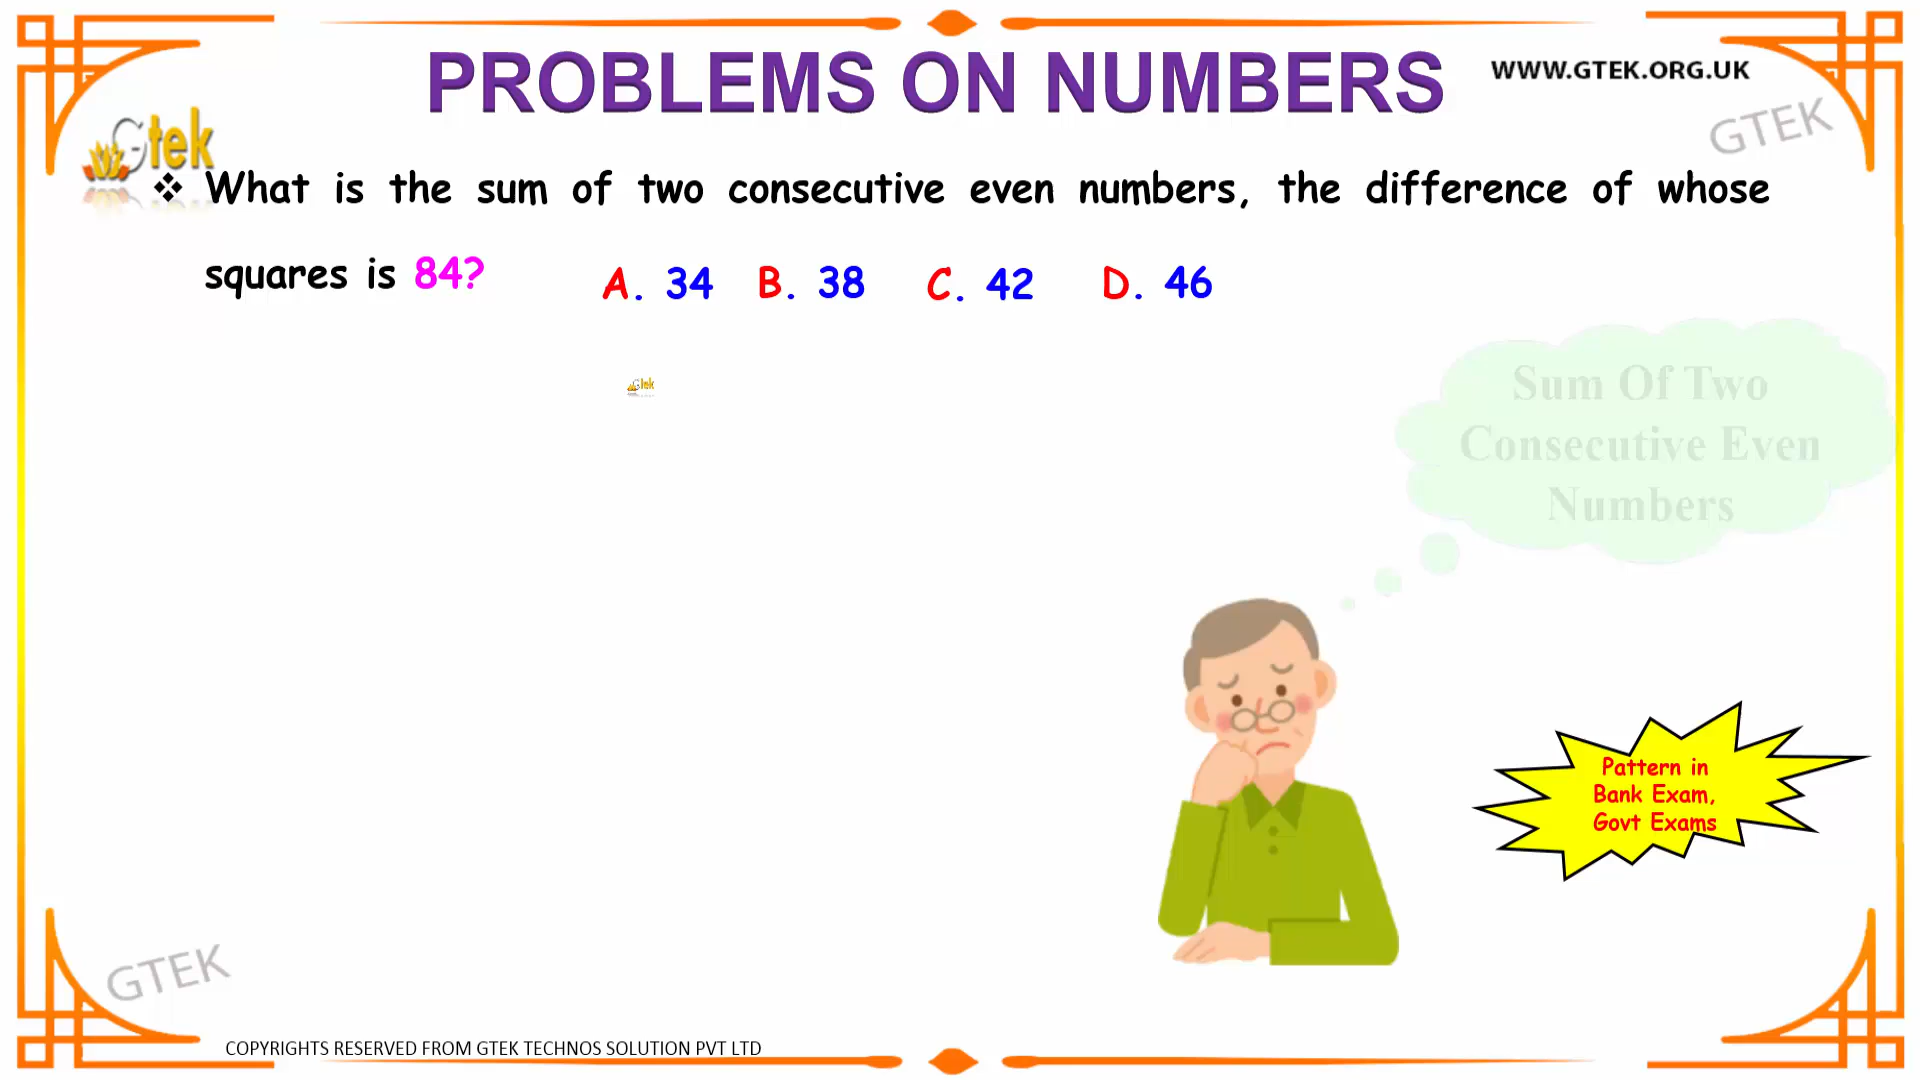 PROBLEMS ON NUMBERS
WWW.GTEK.ORG.UK
GTEK
Gtek
❖ What is the sum of two consecutive even numbers, the difference of whose
squares is 84? A. 34 B. 38 C. 42 D. 46
Gtek
Sum Of Two
Consecutive Even
Numbers
Pattern in
Bank Exam,
Govt Exams
GTEK
COPYRIGHTS RESERVED FROM GTEK TECHNOS SOLUTION PVT LTD